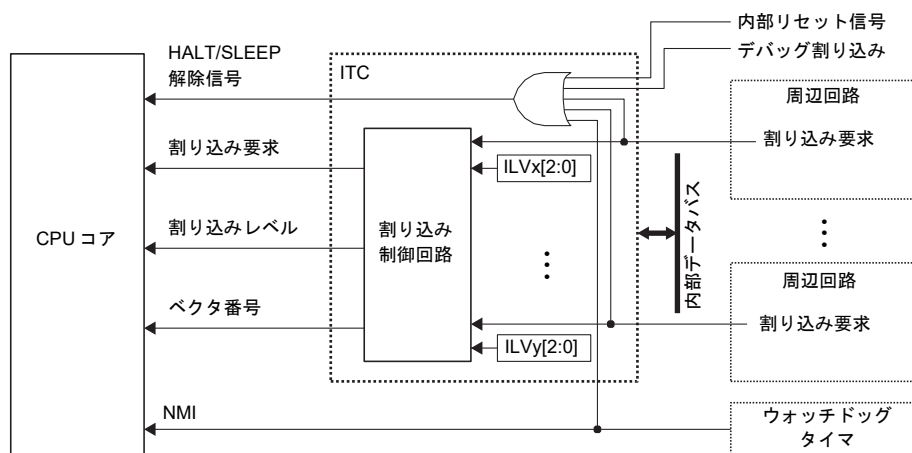 内部リセット信号
デバッグ割り込み
HALT/SLEEP
解除信号
ITC
周辺回路
割り込み要求
割り込み要求
ILVx[2:0]
CPU コア
割り込みレベル
割り込み
制御回路
内部データバス
周辺回路
ベクタ番号
割り込み要求
ILVy[2:0]
NMI
ウォッチドッグ
タイマ